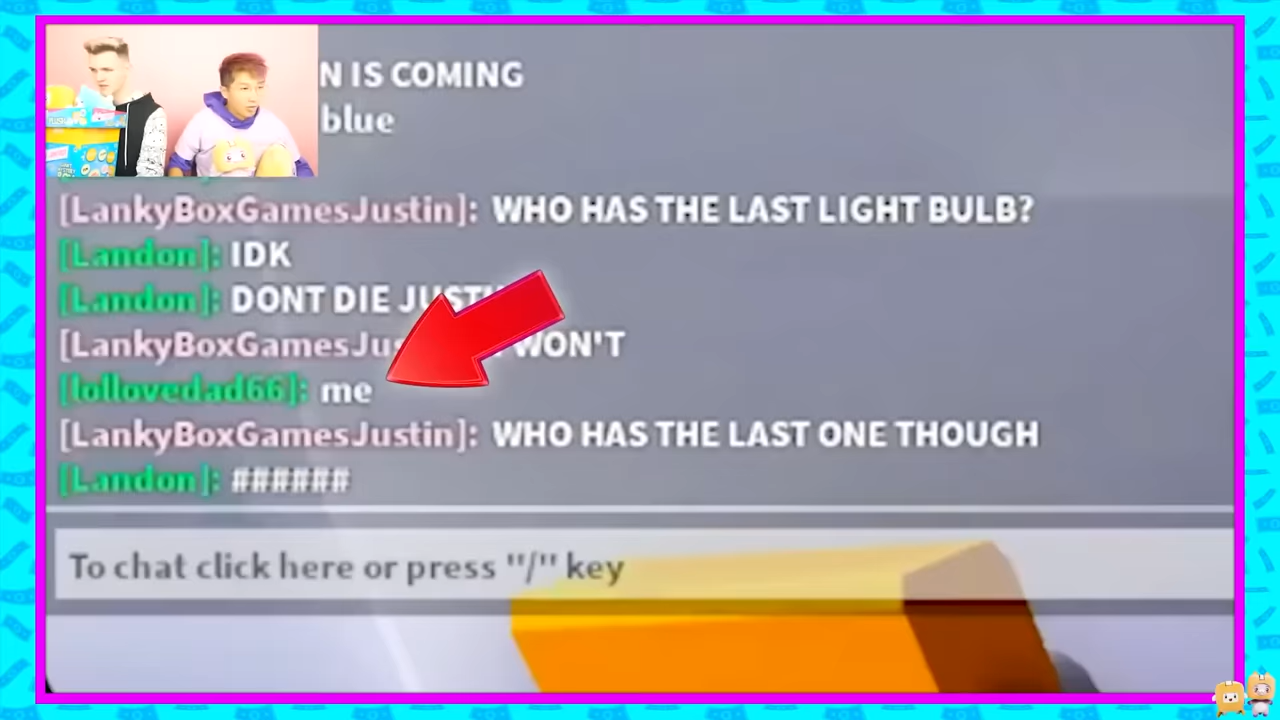 N IS COMING
blue
[LankyBoxGamesJustin]: WHO HAS THE LAST LIGHT BULB?
[Landon]: IDK
[Landon]: DONT DIE JUSTI
[LankyBoxGamesJus WON'T
[lollovedad66]: me
[LankyBoxGamesJustin]: WHO HAS THE LAST ONE THOUGH
[Landon]: ######
To chat click here or press "/" key